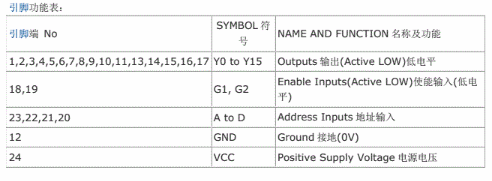 引脚功能表:
引脚端 No SYMBOL 符号 NAME AND FUNCTION 名称及功能
1,2,3,4,5,6,7,8,9,10,11,13,14,15,16,17 Y0 to Y15 Outputs 输出(Active LOW)低电平
18,19 G1, G2 Enable Inputs(Active LOW)使能输入(低电平)
23,22,21,20 A to D Address Inputs 地址输入
12 GND Ground 接地(0V)
24 VCC Positive Supply Voltage 电源电压